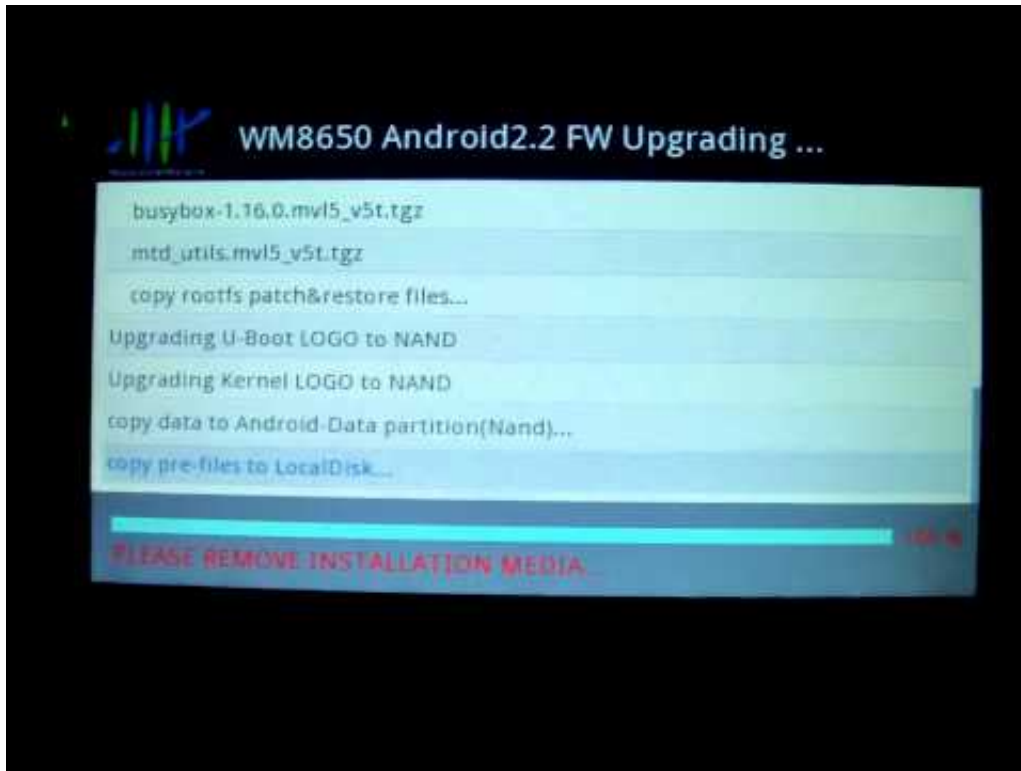 WM8650 Android2.2 FW Upgrading ...
busybox-1.16.0.mvl5_v5t.tgz
mtd_utils.mvl5_v5t.tgz
copy rootfs patch&restore files...
Upgrading U-Boot LOGO to NAND
Upgrading Kernel LOGO to NAND
copy data to Android-Data partition(Nand)...
copy pre-files to LocalDisk...
PLEASE REMOVE INSTALLATION MEDIA...